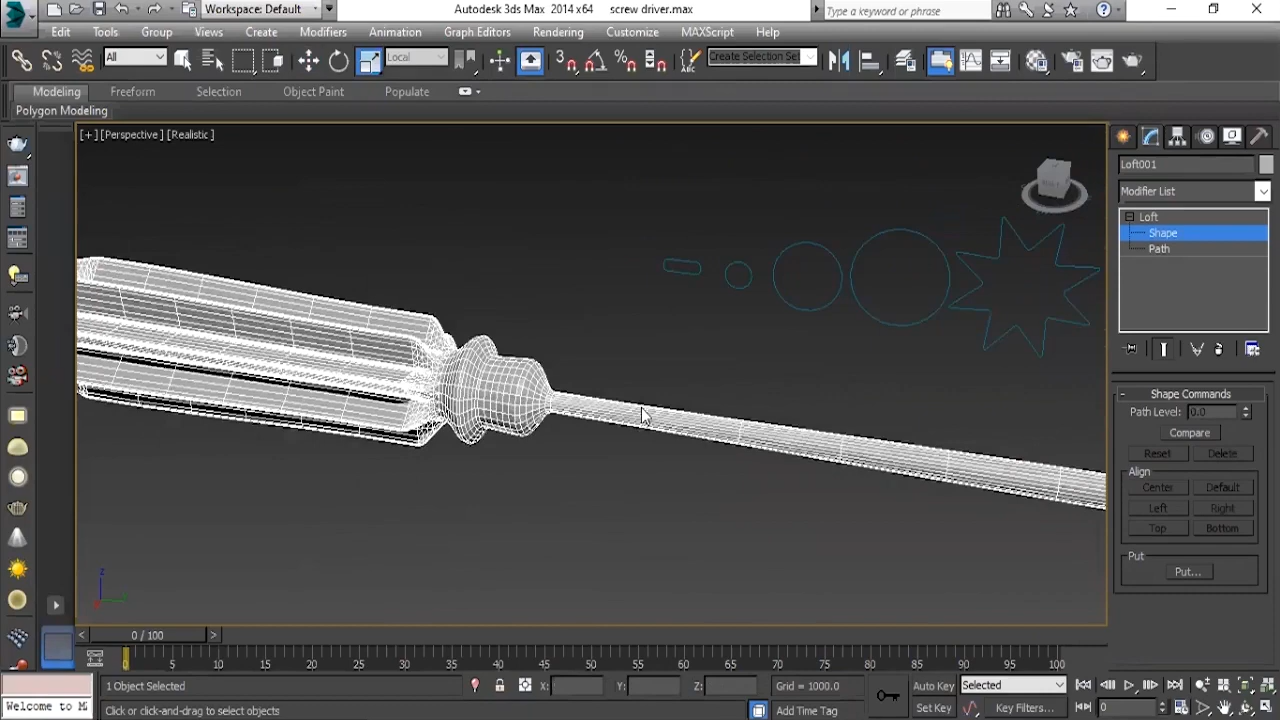 Workspace: Default
Autodesk 3ds Max 2014 x64 screw driver.max
Type a keyword or phrase
Edit Tools Group Views Create Modifiers Animation Graph Editors Rendering Customize MAXScript Help
All Local 3 Create Selection Set
Modeling Freeform Selection Object Paint Populate
Polygon Modeling
[+] [Perspective] [Realistic]
Loft001
Modifier List
Loft
Shape
Path
Shape Commands
Path Level: 0.0
Compare
Reset Delete
Align
Center Default
Left Right
Top Bottom
Put
Put...
z
0 / 100
0 5 10 15 20 25 30 35 40 45 50 55 60 65 70 75 80 85 90 95 100
1 Object Selected X: Y: Z: Grid = 1000.0 Auto Key Selected
Welcome to M Click or click-and-drag to select objects Add Time Tag Set Key Key Filters... 0